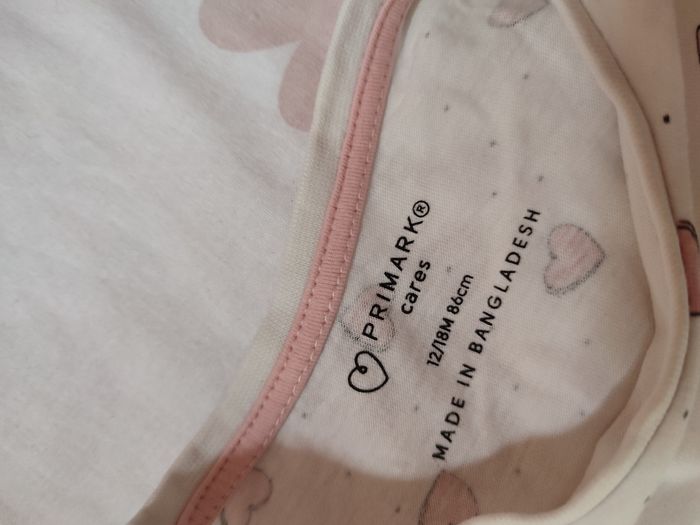 PRIMARK®
cares
12/18M 86cm
MADE IN BANGLADESH